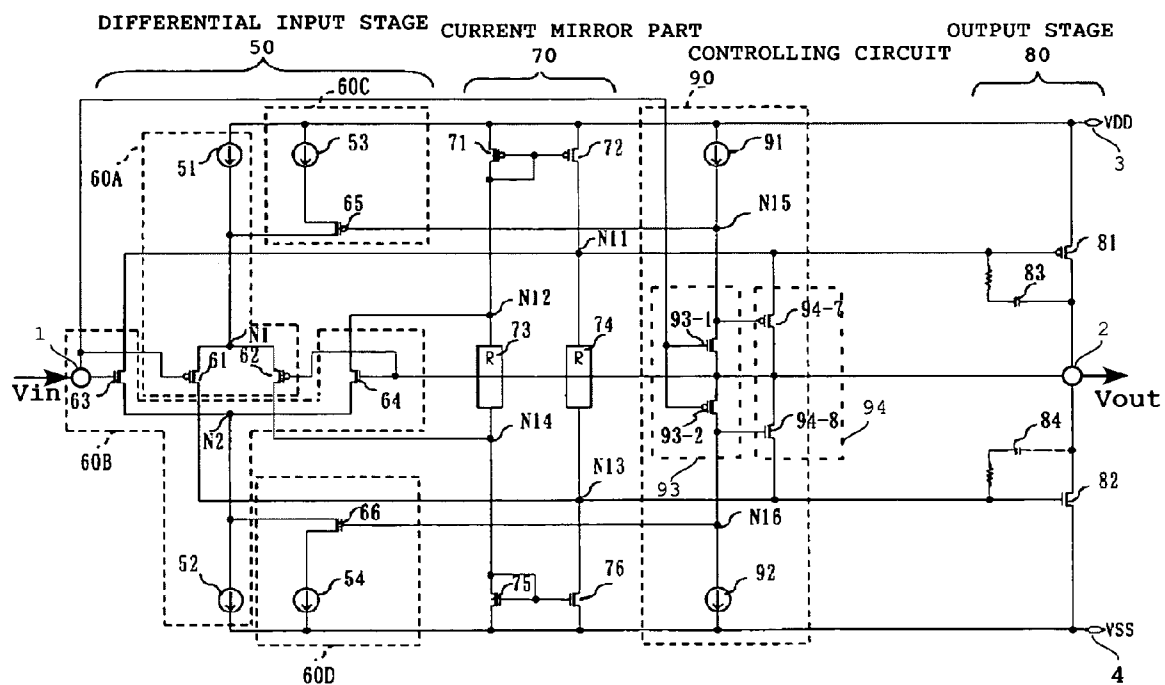 DIFFERENTIAL INPUT STAGE
50
CURRENT MIRROR PART
70
CONTROLLING CIRCUIT
90
OUTPUT STAGE
80
60C
60A
51
53
71
72
91
VDD
3
65
N15
N11
81
83
N12
93-1
94-7
1
N1
73
74
2
R
R
Vin
61
62
63
64
Vout
N2
N14
93-2
94-8
94
84
60B
N13
93
82
66
N16
52
54
75
76
92
VSS
4
60D